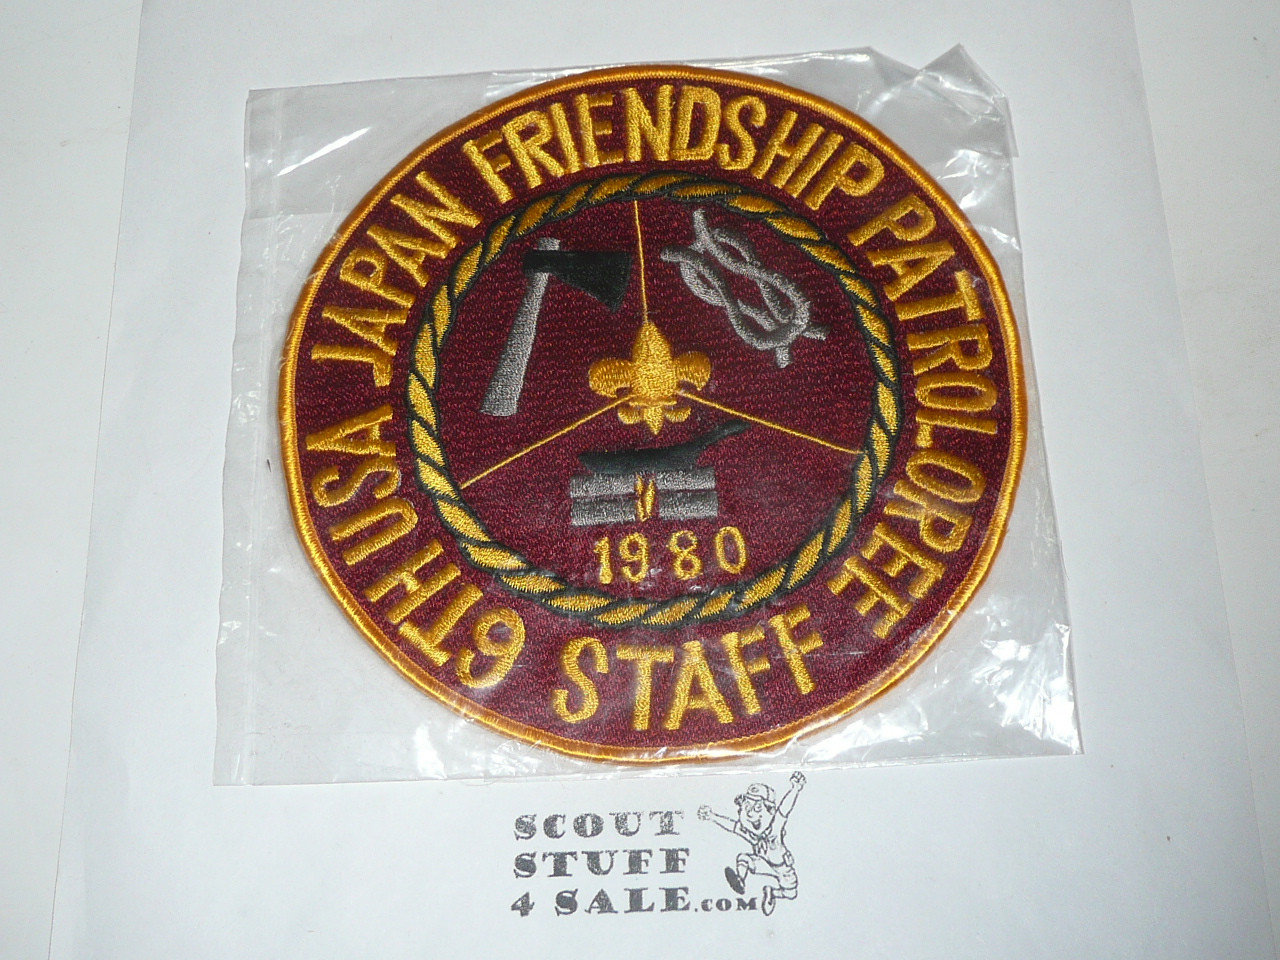 6TH USA JAPAN FRIENDSHIP PATROLOREE
1980
STAFF
SCOUT
STUFF
4 SALE.COM